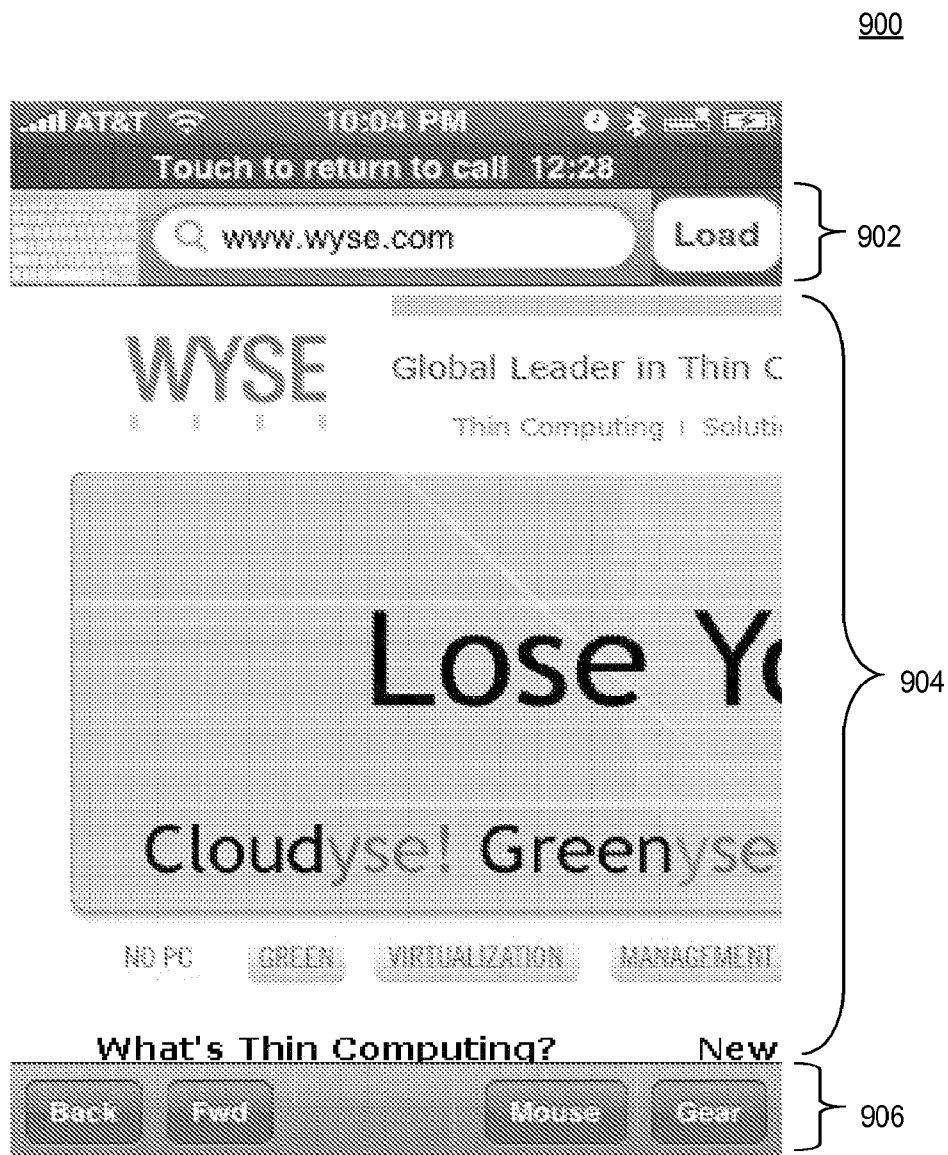 900
AT&T 10:04 PM
Touch to return to call 12:28
www.wyse.com Load
902
WYSE Global Leader in Thin C
Thin Computing | Soluti
Lose Yo
904
Cloudyse! Greenyse
NO PC GREEN VIRTUALIZATION MANAGEMENT
What's Thin Computing? New
Back Fwd Mouse Gear
906